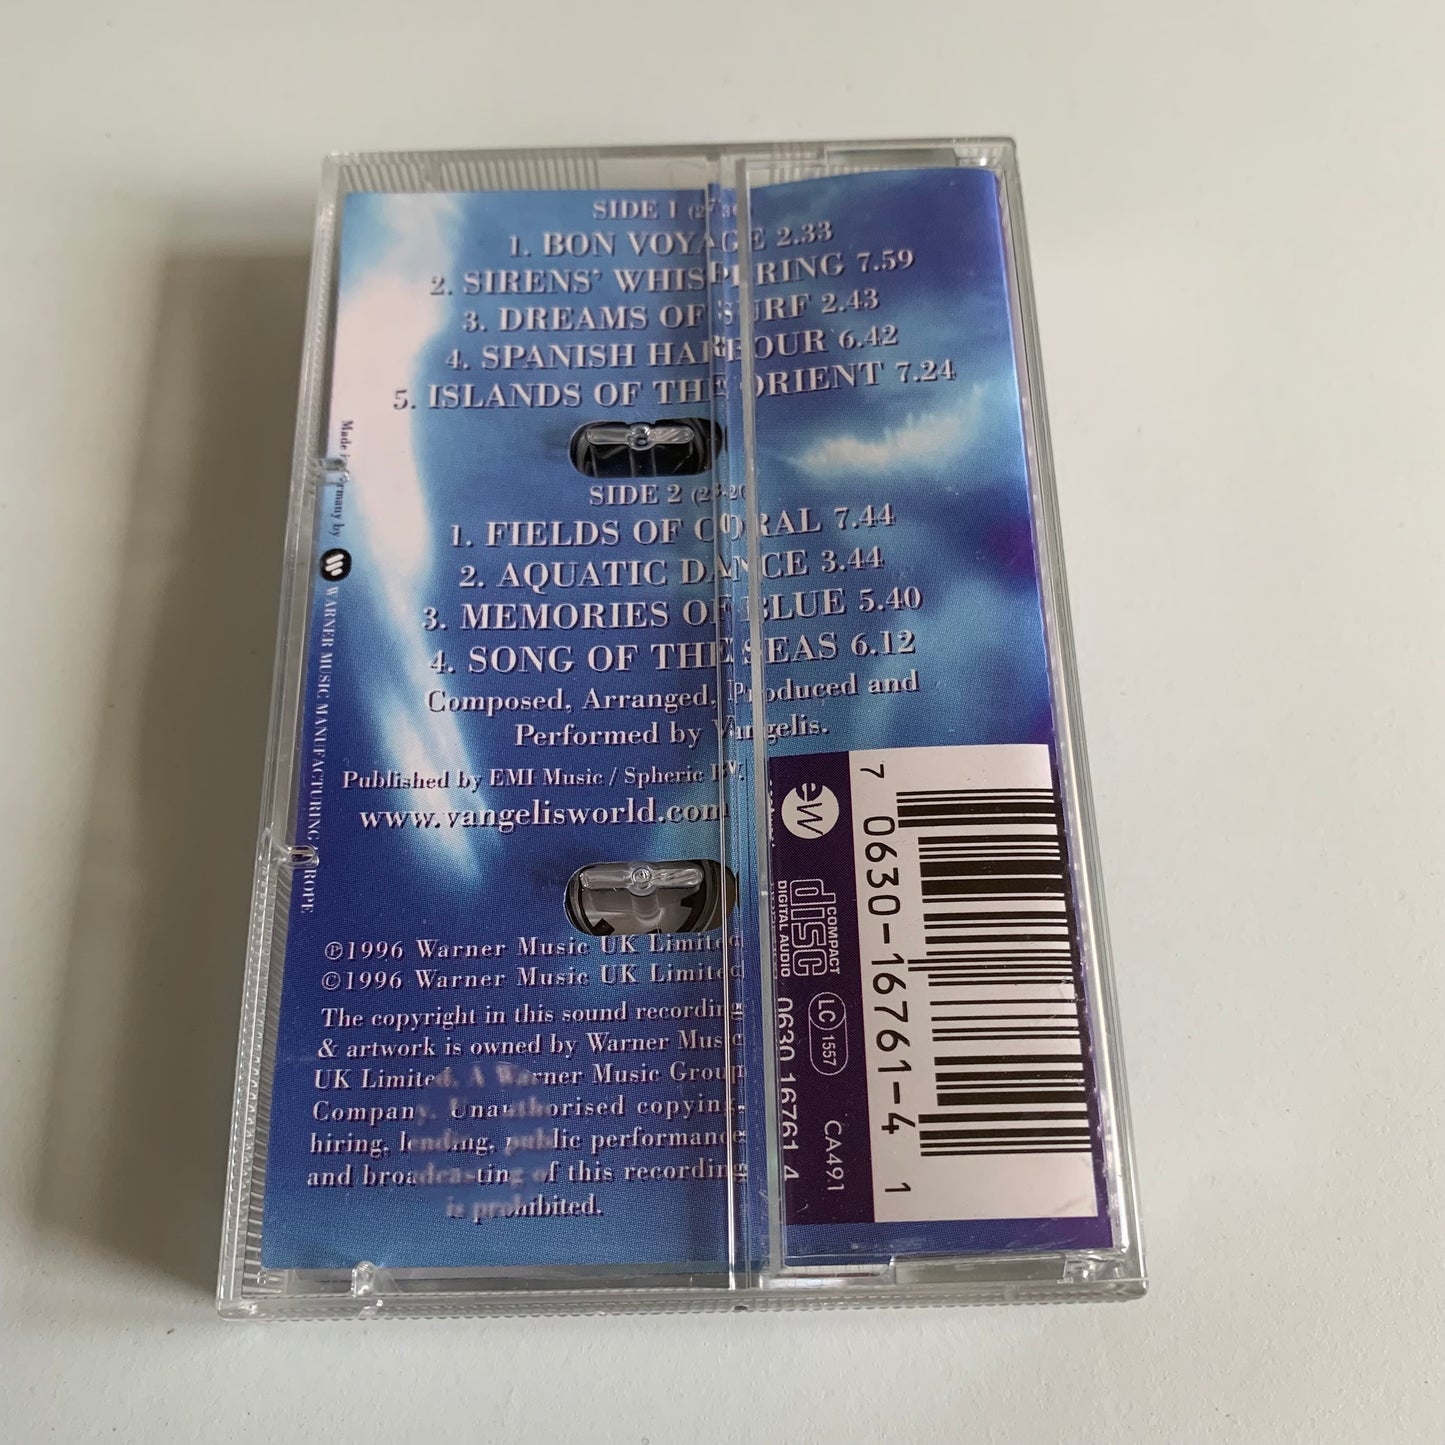 SIDE 1
1. BON VOYAGE 2.33
2. SIRENS' WHISPERING 7.59
3. DREAMS OF SURF 2.43
4. SPANISH HARBOUR 6.42
5. ISLANDS OF THE ORIENT 7.24
SIDE 2
1. FIELDS OF CORAL 7.44
2. AQUATIC DANCE 3.44
3. MEMORIES OF BLUE 5.40
4. SONG OF THE SEAS 6.12
Composed, Arranged, Produced and
Performed by Vangelis.
Published by EMI Music / Spheric BV.
www.vangelisworld.com
℗1996 Warner Music UK Limited
©1996 Warner Music UK Limited
The copyright in this sound recording
& artwork is owned by Warner Music
UK Limited. A Warner Music Group
Company. Unauthorised copying,
hiring, lending, public performance
and broadcasting of this recording
is prohibited.
Made in Germany by
WARNER MUSIC MANUFACTURING EUROPE
ew
COMPACT
disc
DIGITAL AUDIO
LC
1557
0630 16761 4
CA491
7 0630-16761-4 1